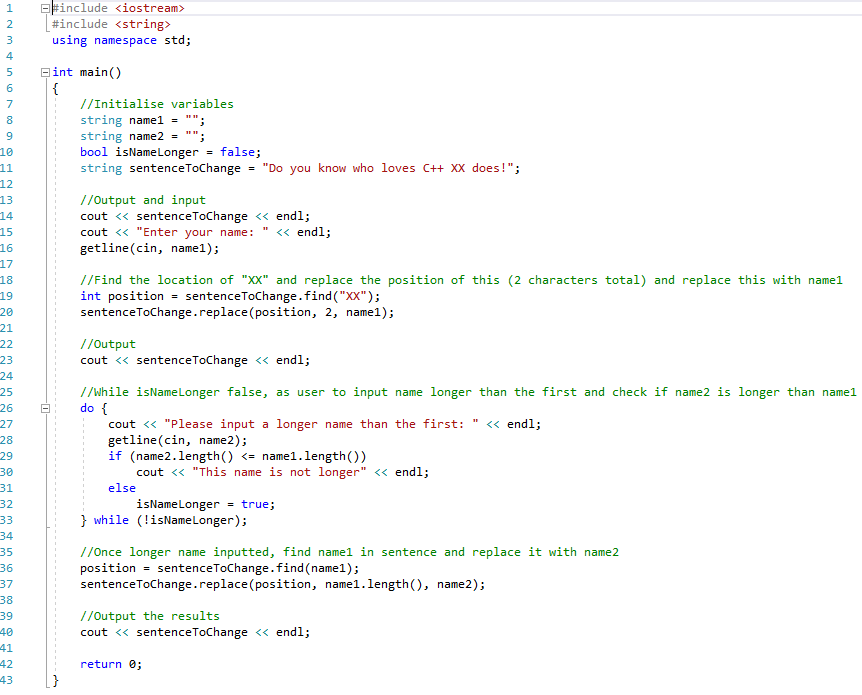 1 #include <iostream>
2 #include <string>
3 using namespace std;
4
5 int main()
6 {
7 //Initialise variables
8 string name1 = "";
9 string name2 = "";
10 bool isNameLonger = false;
11 string sentenceToChange = "Do you know who loves C++ XX does!";
12
13 //Output and input
14 cout << sentenceToChange << endl;
15 cout << "Enter your name: " << endl;
16 getline(cin, name1);
17
18 //Find the location of "XX" and replace the position of this (2 characters total) and replace this with name1
19 int position = sentenceToChange.find("XX");
20 sentenceToChange.replace(position, 2, name1);
21
22 //Output
23 cout << sentenceToChange << endl;
24
25 //While isNameLonger false, as user to input name longer than the first and check if name2 is longer than name1
26 do {
27 cout << "Please input a longer name than the first: " << endl;
28 getline(cin, name2);
29 if (name2.length() <= name1.length())
30 cout << "This name is not longer" << endl;
31 else
32 isNameLonger = true;
33 } while (!isNameLonger);
34
35 //Once longer name inputted, find name1 in sentence and replace it with name2
36 position = sentenceToChange.find(name1);
37 sentenceToChange.replace(position, name1.length(), name2);
38
39 //Output the results
40 cout << sentenceToChange << endl;
41
42 return 0;
43 }